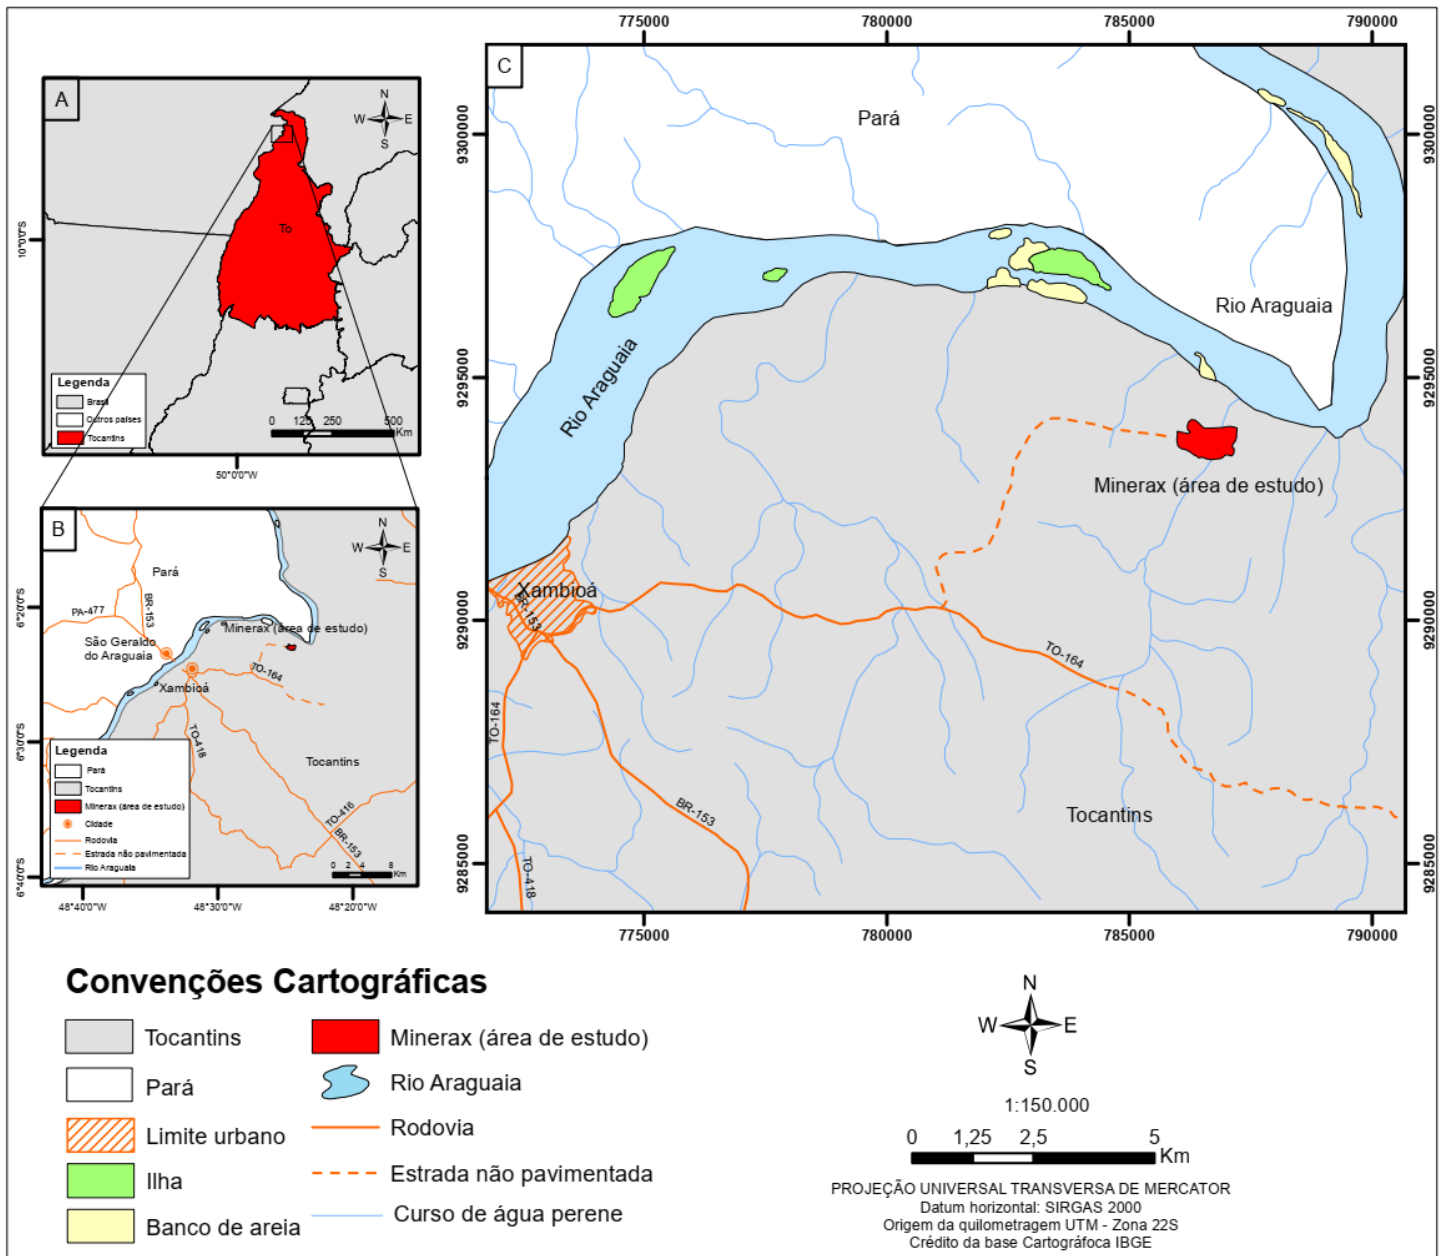 775000
780000
785000
790000
A
N
W
E
S
To
10°0'0"S
Legenda
Brasil
Outros países
Tocantins
0 125 250 500
Km
50°0'0"W
B
N
W
E
S
Pará
PA-477
BR-153
São Geraldo
do Araguaia
Minerax (área de estudo)
Xambioá
TO-164
TO-418
Tocantins
TO-416
BR-153
Legenda
Pará
Tocantins
Minerax (área de estudo)
Cidade
Rodovia
Estrada não pavimentada
Rio Araguaia
0 2 4 8
Km
6°20'0"S
6°30'0"S
6°40'0"S
48°40'0"W
48°30'0"W
48°20'0"W
C
Pará
Rio Araguaia
Rio Araguaia
Minerax (área de estudo)
Xambioá
BR-153
TO-164
TO-164
BR-153
TO-418
Tocantins
9300000
9295000
9290000
9285000
9300000
9295000
9290000
9285000
775000
780000
785000
790000
Convenções Cartográficas
Tocantins
Pará
Limite urbano
Ilha
Banco de areia
Minerax (área de estudo)
Rio Araguaia
Rodovia
Estrada não pavimentada
Curso de água perene
N
W
E
S
1:150.000
0 1,25 2,5 5
Km
PROJEÇÃO UNIVERSAL TRANSVERSA DE MERCATOR
Datum horizontal: SIRGAS 2000
Origem da quilometragem UTM - Zona 22S
Crédito da base Cartográfoca IBGE